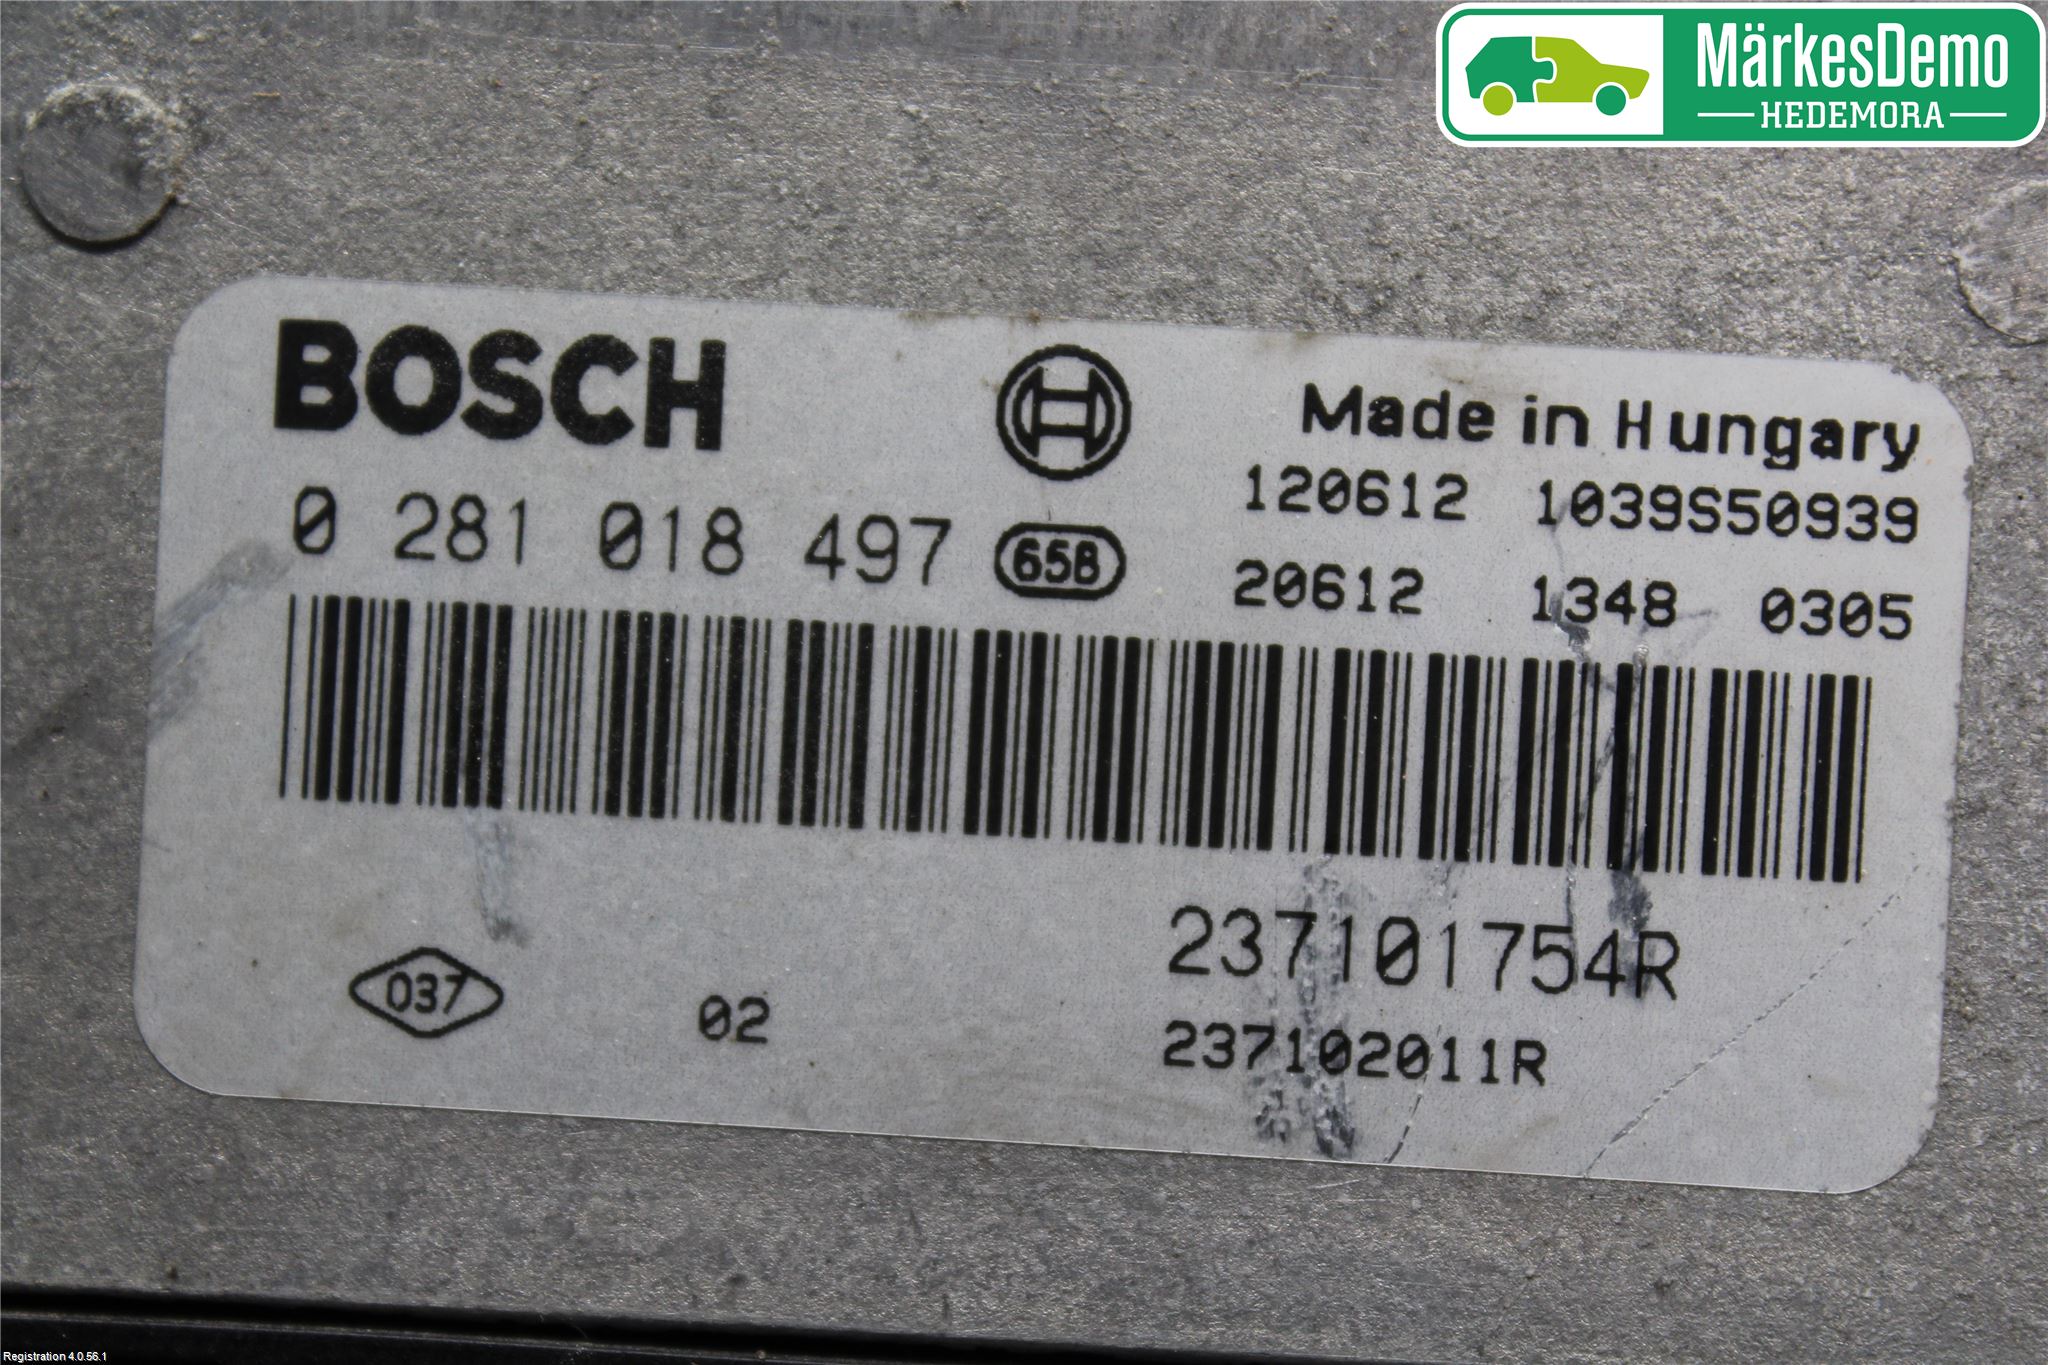 MärkesDemo
HEDEMORA
BOSCH
Made in Hungary
120612 1039S50939
0 281 018 497 658
20612 1348 0305
237101754R
037 02
237102011R
Registration 4.0.56.1